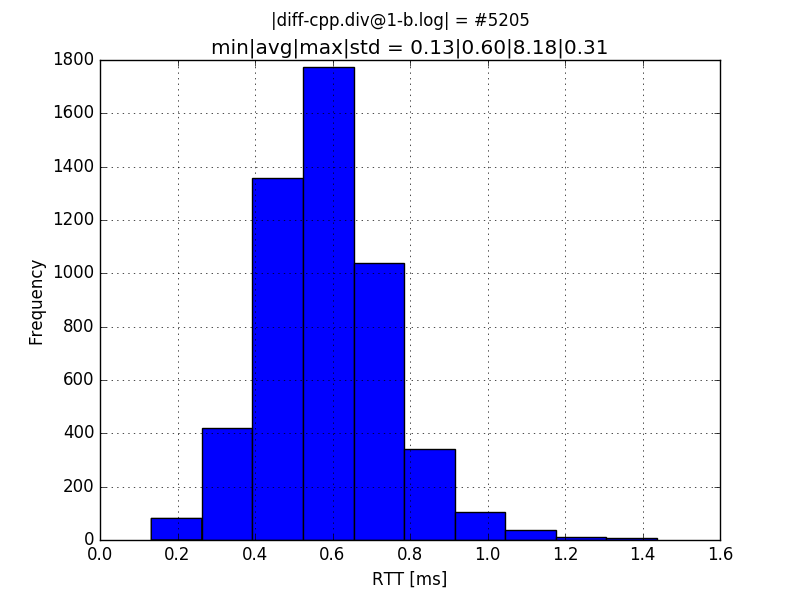 |diff-cpp.div@1-b.log| = #5205
min|avg|max|std = 0.13|0.60|8.18|0.31
1800
1600
1400
1200
1000
800
600
400
200
0
Frequency
0.0 0.2 0.4 0.6 0.8 1.0 1.2 1.4 1.6
RTT [ms]